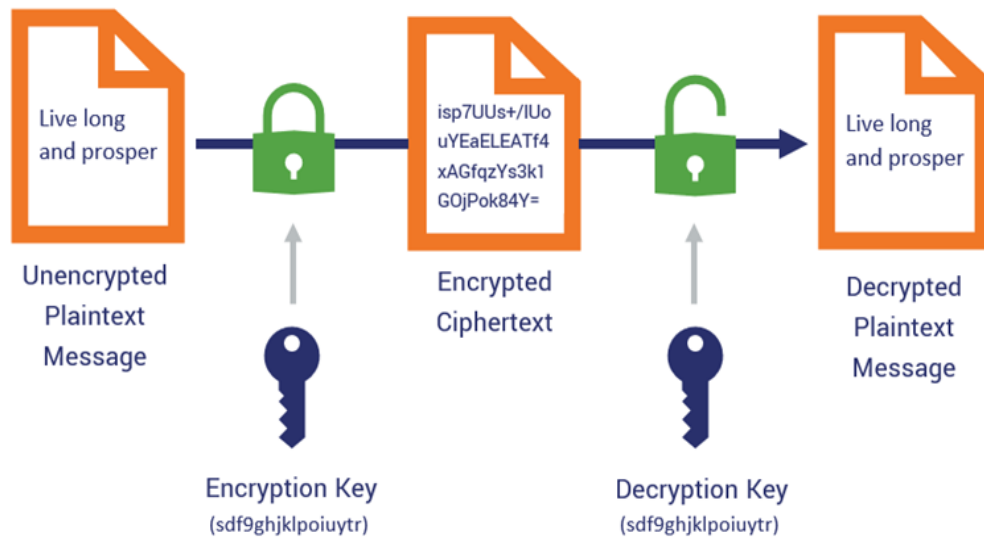 Live long
and prosper
Unencrypted
Plaintext
Message
Encryption Key
(sdf9ghjklpoiuytr)
isp7UUs+/lUo
uYEaELEATf4
xAGfqzYs3k1
GOjPok84Y=
Encrypted
Ciphertext
Decryption Key
(sdf9ghjklpoiuytr)
Live long
and prosper
Decrypted
Plaintext
Message